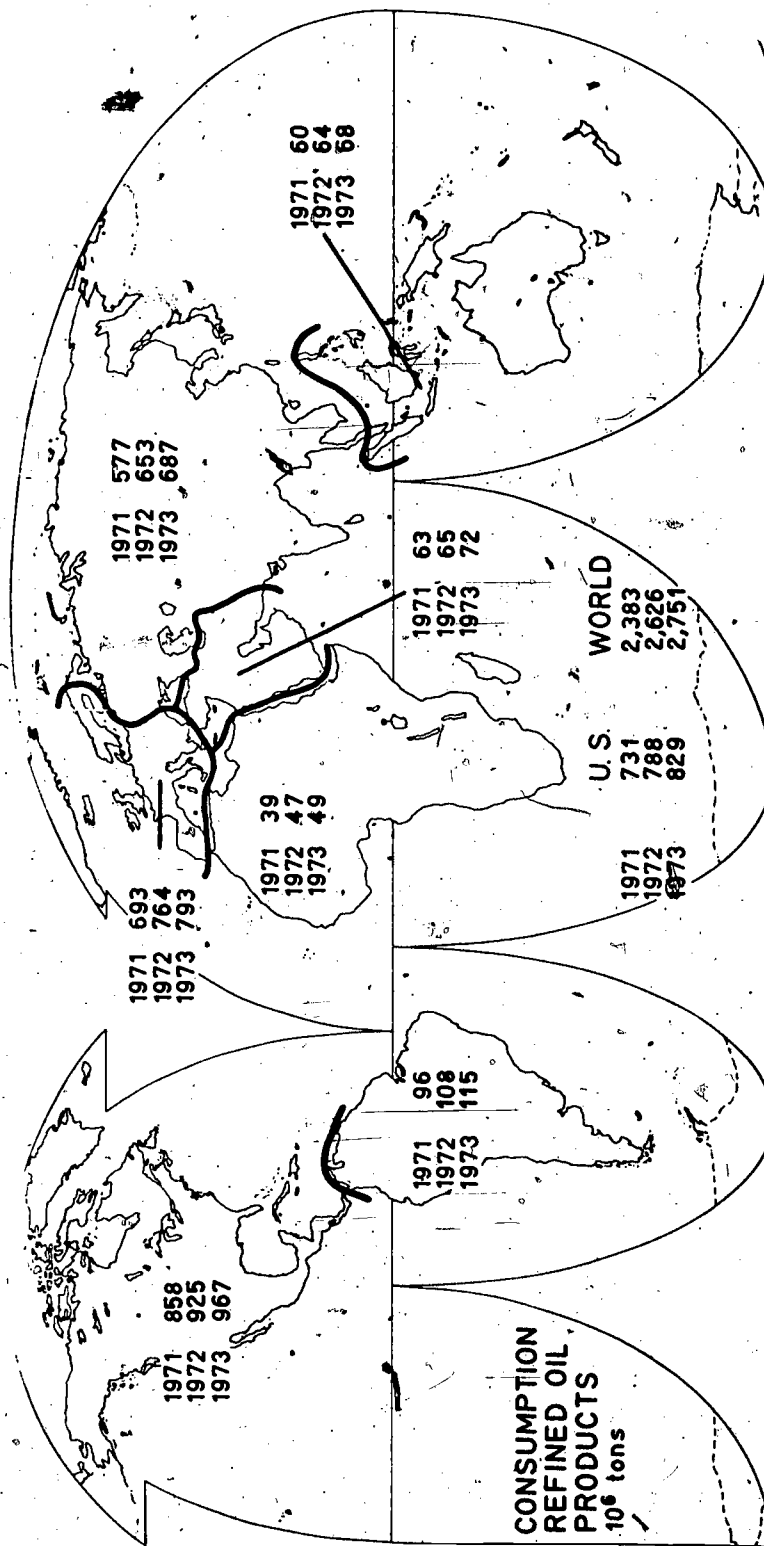 1971 858
1972 925
1973 967
1971 693
1972 764
1973 793
1971 577
1972 653
1973 687
1971 60
1972 64
1973 68
1971 39
1972 47
1973 49
1971 63
1972 65
1973 72
1971 96
1972 108
1973 115
CONSUMPTION
REFINED OIL
PRODUCTS
10⁶ tons
U.S. WORLD
1971 731 2,383
1972 788 2,626
1973 829 2,751